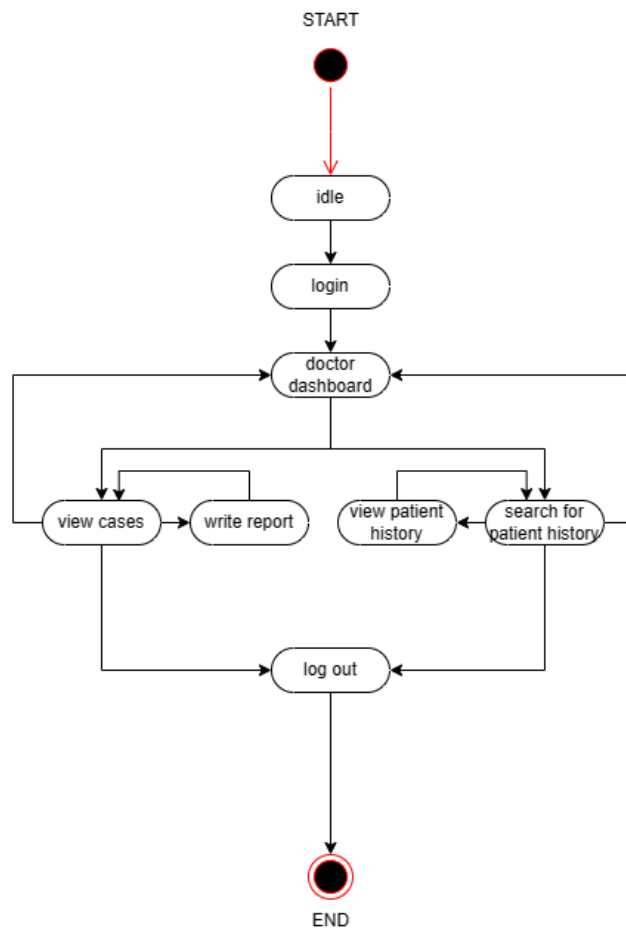 START
idle
login
doctor
dashboard
view cases
write report
view patient
history
search for
patient history
log out
END